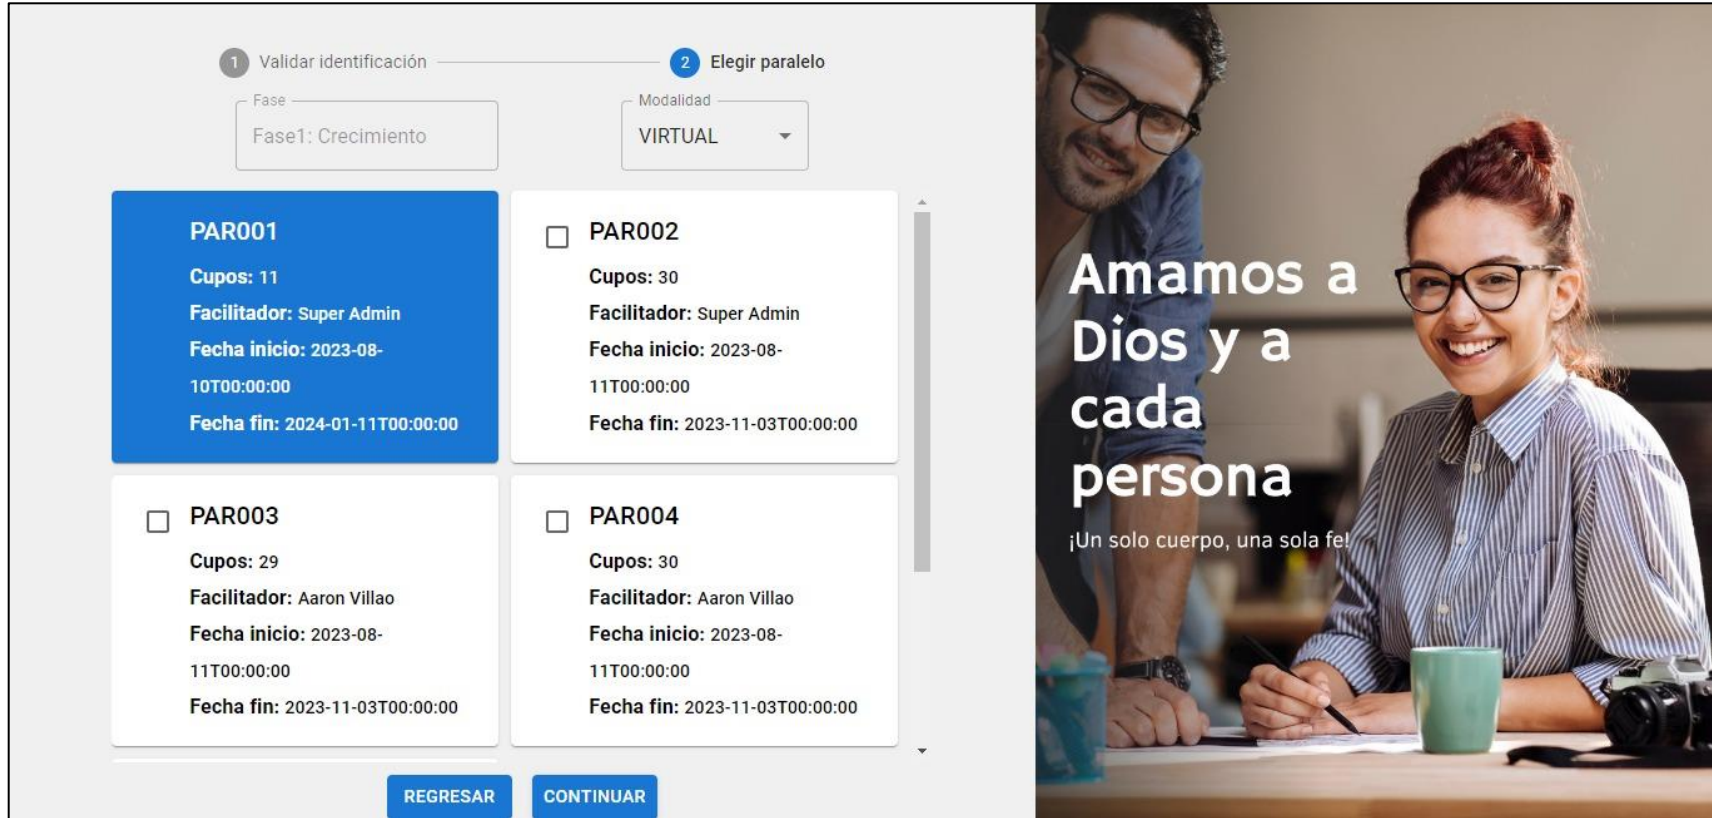 1 Validar identificación
2 Elegir paralelo
Fase
Fase1: Crecimiento
Modalidad
VIRTUAL
PAR001
Cupos: 11
Facilitador: Super Admin
Fecha inicio: 2023-08-
10T00:00:00
Fecha fin: 2024-01-11T00:00:00
PAR002
Cupos: 30
Facilitador: Super Admin
Fecha inicio: 2023-08-
11T00:00:00
Fecha fin: 2023-11-03T00:00:00
PAR003
Cupos: 29
Facilitador: Aaron Villao
Fecha inicio: 2023-08-
11T00:00:00
Fecha fin: 2023-11-03T00:00:00
PAR004
Cupos: 30
Facilitador: Aaron Villao
Fecha inicio: 2023-08-
11T00:00:00
Fecha fin: 2023-11-03T00:00:00
REGRESAR
CONTINUAR
Amamos a
Dios y a
cada
persona
¡Un solo cuerpo, una sola fe!